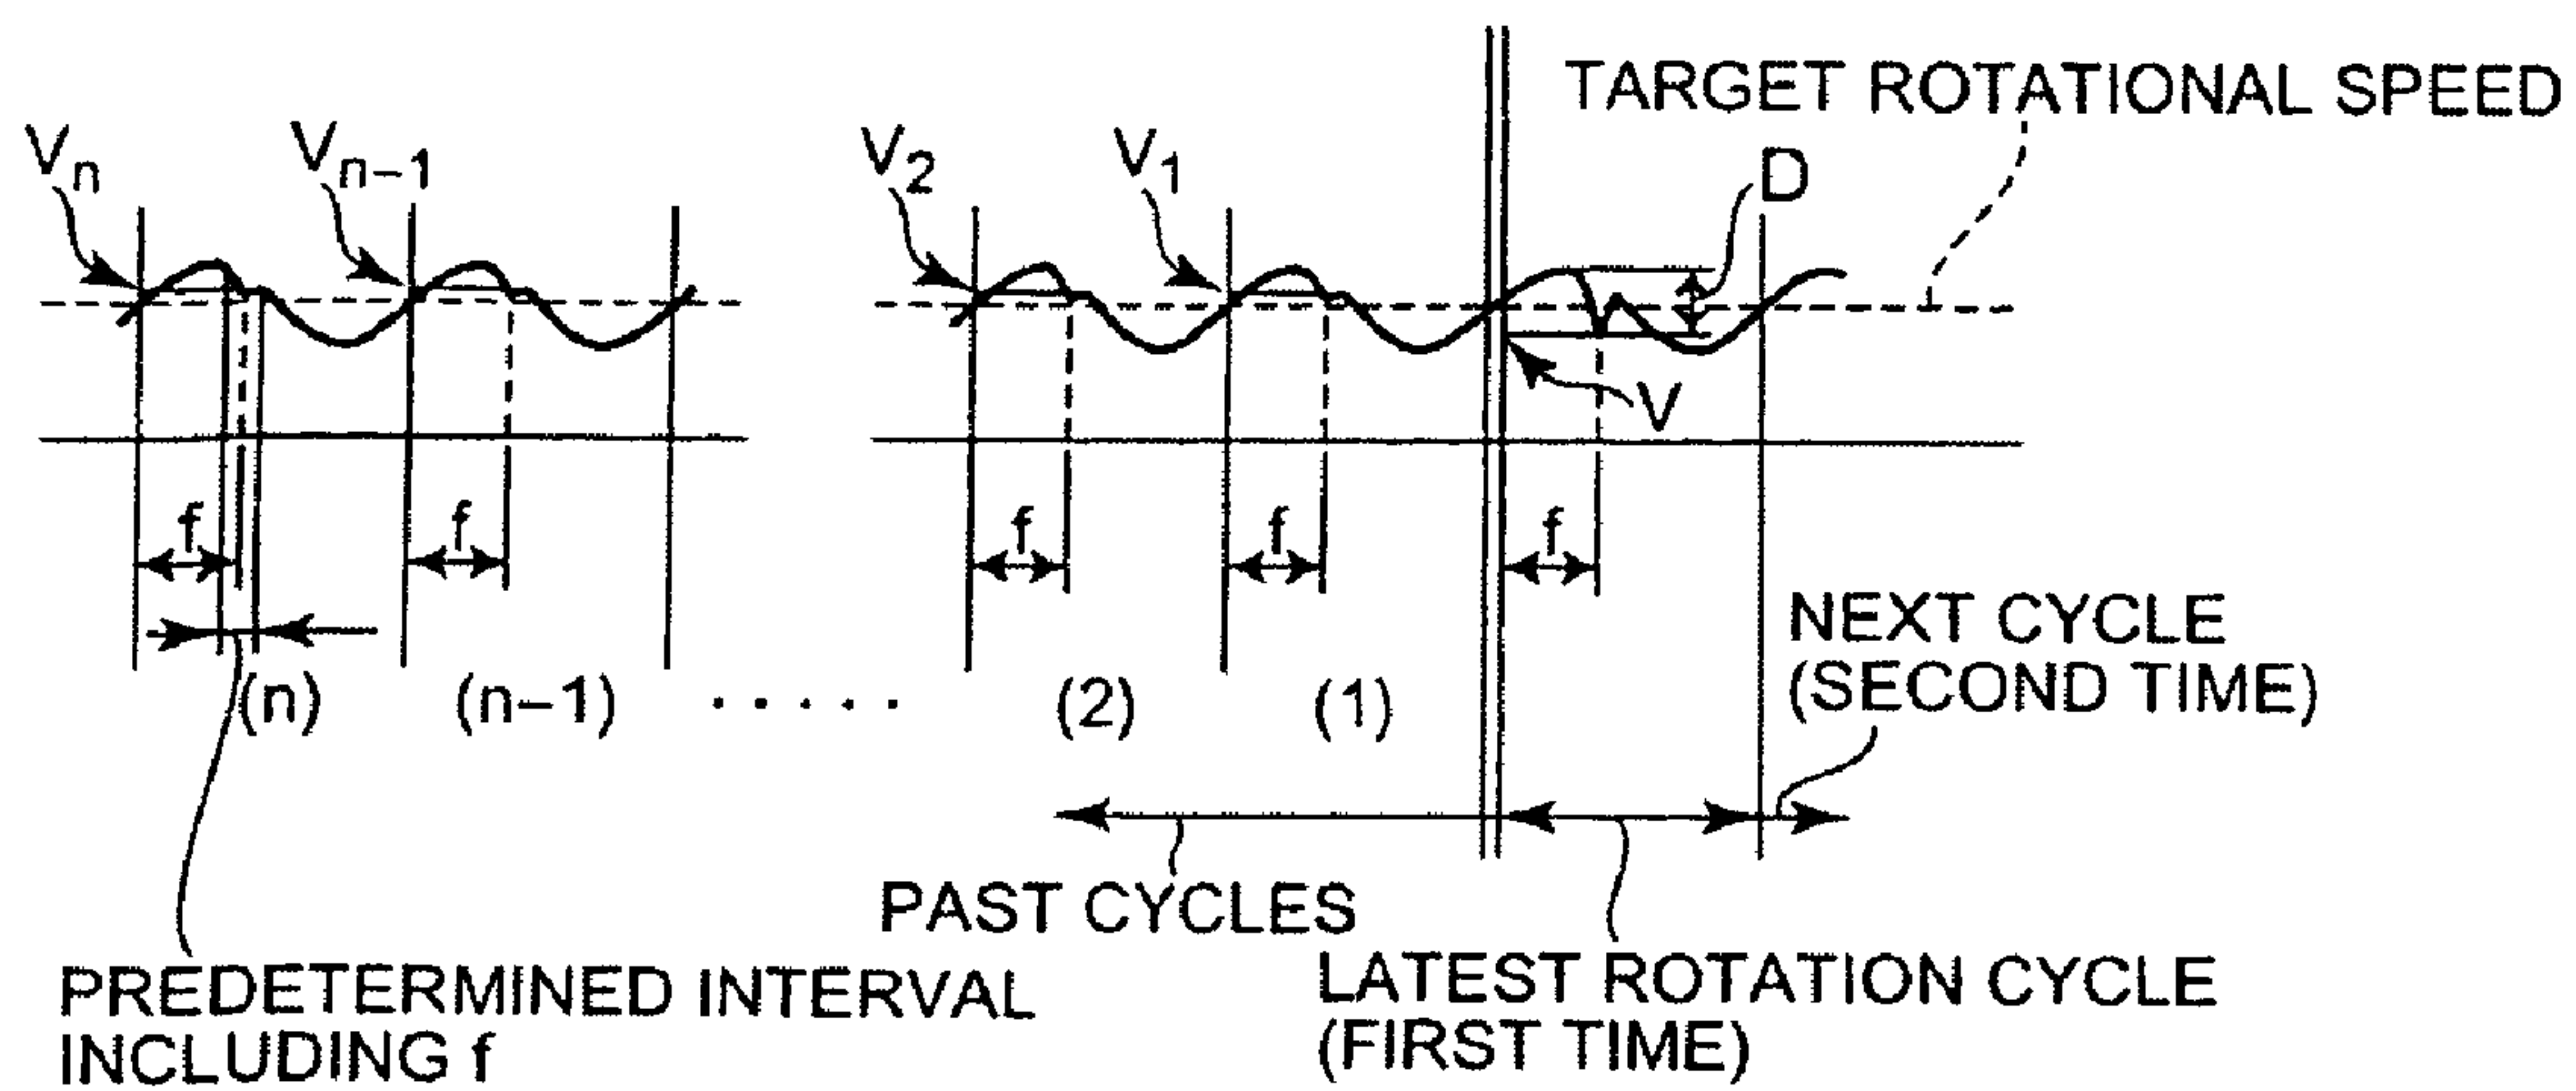 TARGET ROTATIONAL SPEED
Vn
Vn-1
V2
V1
D
V
f
f
f
f
f
(n)
(n-1)
.....
(2)
(1)
NEXT CYCLE
(SECOND TIME)
PAST CYCLES
PREDETERMINED INTERVAL
INCLUDING f
LATEST ROTATION CYCLE
(FIRST TIME)